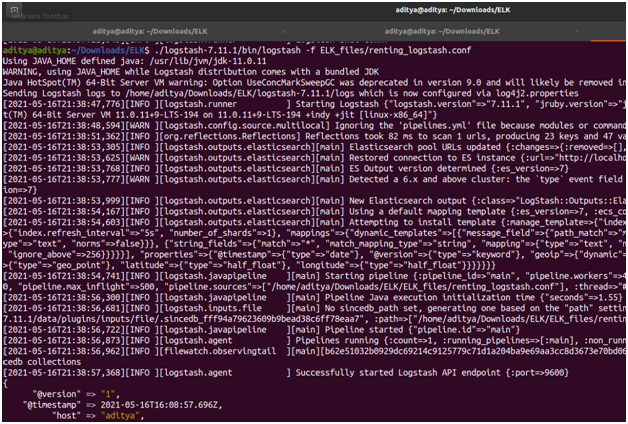 aditya@aditya: ~/Downloads/ELK
aditya@aditya: ~/Downloads/ELK
aditya@aditya: ~/Downloads/ELK
aditya@aditya:~/Downloads/ELK$ ./logstash-7.11.1/bin/logstash -f ELK_files/renting_logstash.conf
Using JAVA_HOME defined java: /usr/lib/jvm/jdk-11.0.11
WARNING, using JAVA_HOME while Logstash distribution comes with a bundled JDK
Java HotSpot(TM) 64-Bit Server VM warning: Option UseConcMarkSweepGC was deprecated in version 9.0 and will likely be removed in
Sending Logstash logs to /home/aditya/Downloads/ELK/logstash-7.11.1/logs which is now configured via log4j2.properties
[2021-05-16T21:38:47,776][INFO ][logstash.runner ] Starting Logstash {"logstash.version"=>"7.11.1", "jruby.version"=>"j
t(TM) 64-Bit Server VM 11.0.11+9-LTS-194 on 11.0.11+9-LTS-194 +indy +jit [linux-x86_64]"}
[2021-05-16T21:38:48,594][WARN ][logstash.config.source.multilocal] Ignoring the 'pipelines.yml' file because modules or command
[2021-05-16T21:38:51,362][INFO ][org.reflections.Reflections] Reflections took 82 ms to scan 1 urls, producing 23 keys and 47 va
[2021-05-16T21:38:53,305][INFO ][logstash.outputs.elasticsearch][main] Elasticsearch pool URLs updated {:changes=>{:removed=>[],
[2021-05-16T21:38:53,625][WARN ][logstash.outputs.elasticsearch][main] Restored connection to ES instance {:url=>"http://localho
[2021-05-16T21:38:53,768][INFO ][logstash.outputs.elasticsearch][main] ES Output version determined {:es_version=>7}
[2021-05-16T21:38:53,777][WARN ][logstash.outputs.elasticsearch][main] Detected a 6.x and above cluster: the `type` event field
ion=>7}
[2021-05-16T21:38:53,999][INFO ][logstash.outputs.elasticsearch][main] New Elasticsearch output {:class=>"LogStash::Outputs::Ela
[2021-05-16T21:38:54,167][INFO ][logstash.outputs.elasticsearch][main] Using a default mapping template {:es_version=>7, :ecs_co
[2021-05-16T21:38:54,603][INFO ][logstash.outputs.elasticsearch][main] Attempting to install template {:manage_template=>{"index
>{"index.refresh_interval"=>"5s", "number_of_shards"=>1}, "mappings"=>{"dynamic_templates"=>[{"message_field"=>{"path_match"=>"m
ype"=>"text", "norms"=>false}}}, {"string_fields"=>{"match"=>"*", "match_mapping_type"=>"string", "mapping"=>{"type"=>"text", "n
"ignore_above"=>256}}}}}], "properties"=>{"@timestamp"=>{"type"=>"date"}, "@version"=>{"type"=>"keyword"}, "geoip"=>{"dynamic"=
={"type"=>"geo_point"}, "latitude"=>{"type"=>"half_float"}, "longitude"=>{"type"=>"half_float"}}}}}}}
[2021-05-16T21:38:54,741][INFO ][logstash.javapipeline ][main] Starting pipeline {:pipeline_id=>"main", "pipeline.workers"=>4
0, "pipeline.max_inflight"=>500, "pipeline.sources"=>["/home/aditya/Downloads/ELK/ELK_files/renting_logstash.conf"], :thread=>"#
[2021-05-16T21:38:56,300][INFO ][logstash.javapipeline ][main] Pipeline Java execution initialization time {"seconds"=>1.55}
[2021-05-16T21:38:56,681][INFO ][logstash.inputs.file ][main] No sincedb_path set, generating one based on the "path" setting
7.11.1/data/plugins/inputs/file/.sincedb_fff94a79623609b9bead38c6ff78eaa7", :path=>["/home/aditya/Downloads/ELK/ELK_files/rentin
[2021-05-16T21:38:56,722][INFO ][logstash.javapipeline ][main] Pipeline started {"pipeline.id"=>"main"}
[2021-05-16T21:38:56,873][INFO ][logstash.agent ] Pipelines running {:count=>1, :running_pipelines=>[:main], :non_runn
[2021-05-16T21:38:56,962][INFO ][filewatch.observingtail ][main][b62e51032b0929dc69214c9125779c71d1a204ba9e69aa3cc8d3673e70bd06
cedb collections
[2021-05-16T21:38:57,368][INFO ][logstash.agent ] Successfully started Logstash API endpoint {:port=>9600}
{
"@version" => "1",
"@timestamp" => 2021-05-16T16:08:57.696Z,
"host" => "aditya",